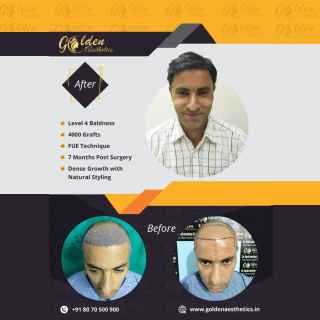 Golden
Aesthetics
After
Level 4 Baldness
4000 Grafts
FUE Technique
7 Months Post Surgery
Dense Growth with
Natural Styling
Before
+91 80 70 500 900
www.goldenaesthetics.in